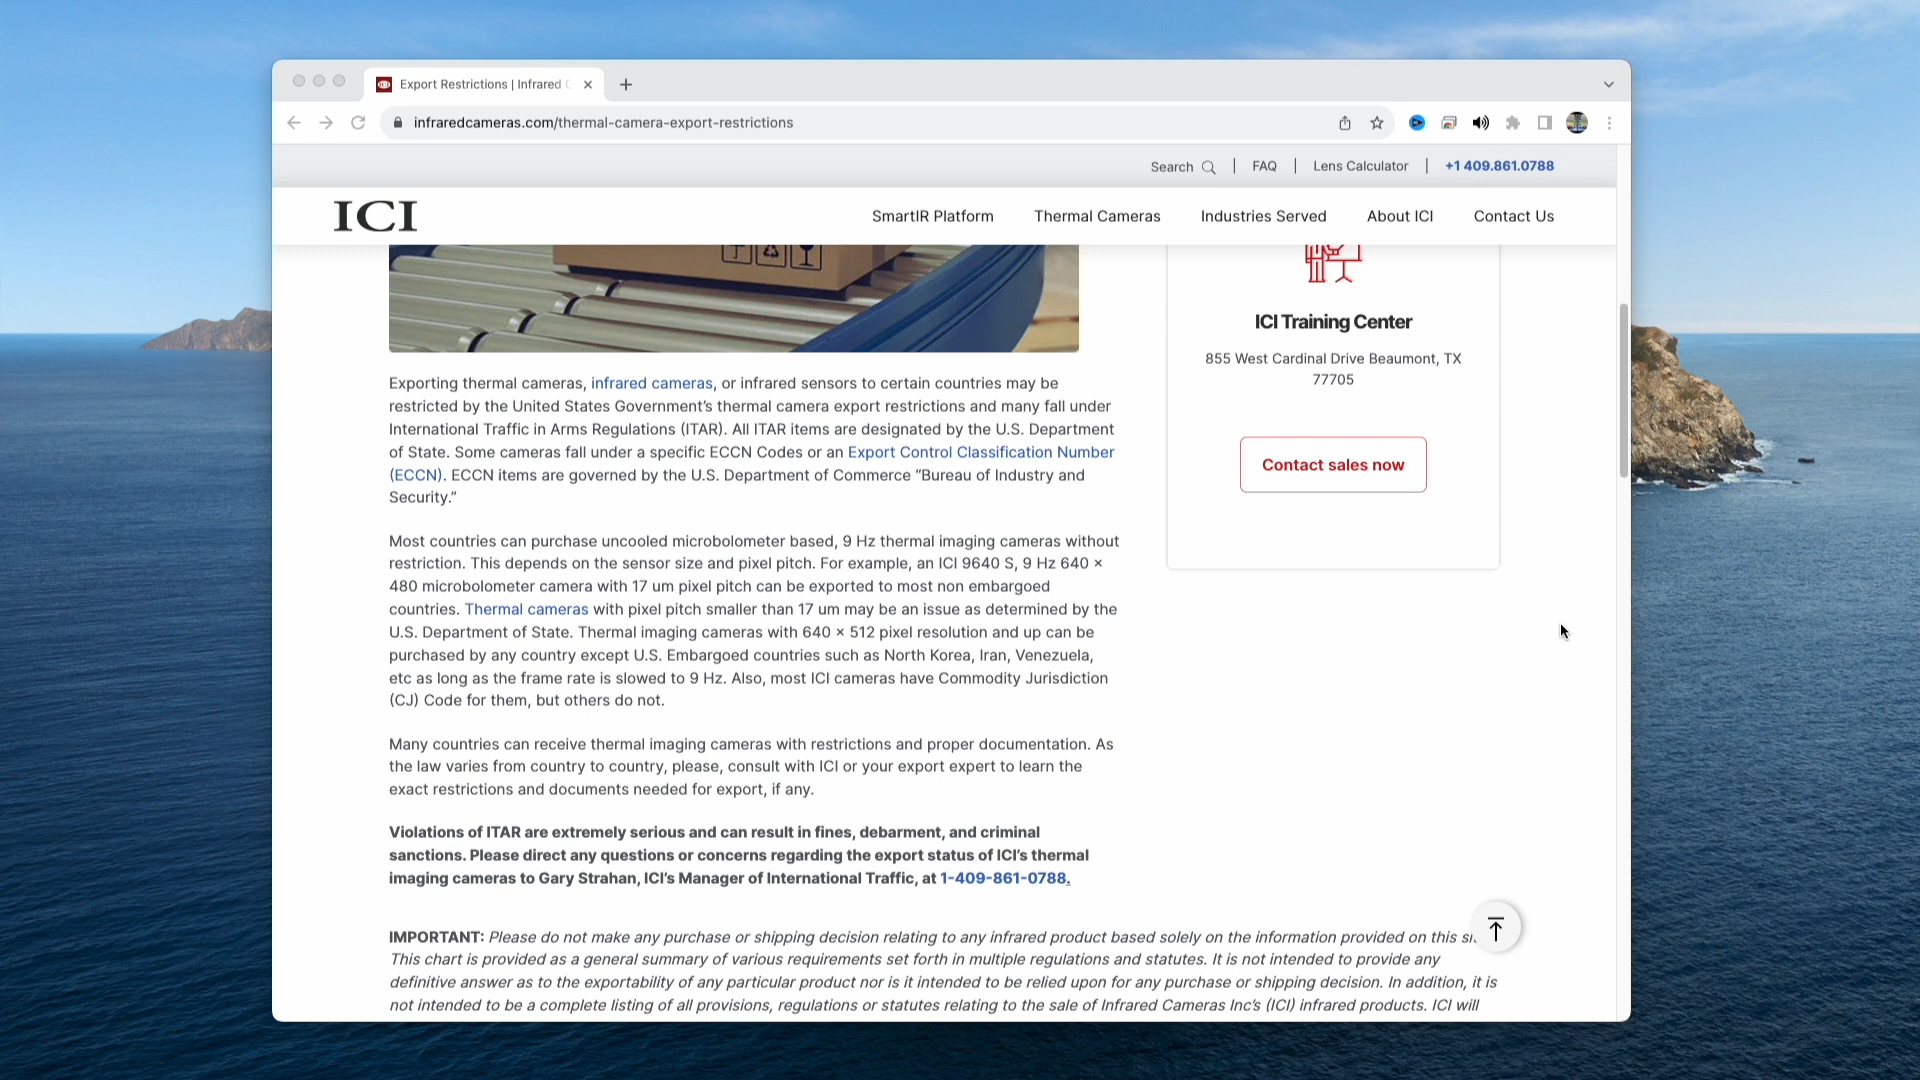 Export Restrictions | Infrared
infraredcameras.com/thermal-camera-export-restrictions
Search | FAQ | Lens Calculator | +1 409.861.0788
ICI SmartIR Platform Thermal Cameras Industries Served About ICI Contact Us
ICI Training Center
855 West Cardinal Drive Beaumont, TX
77705
Contact sales now
Exporting thermal cameras, infrared cameras, or infrared sensors to certain countries may be
restricted by the United States Government’s thermal camera export restrictions and many fall under
International Traffic in Arms Regulations (ITAR). All ITAR items are designated by the U.S. Department
of State. Some cameras fall under a specific ECCN Codes or an Export Control Classification Number
(ECCN). ECCN items are governed by the U.S. Department of Commerce “Bureau of Industry and
Security.”
Most countries can purchase uncooled microbolometer based, 9 Hz thermal imaging cameras without
restriction. This depends on the sensor size and pixel pitch. For example, an ICI 9640 S, 9 Hz 640 ×
480 microbolometer camera with 17 um pixel pitch can be exported to most non embargoed
countries. Thermal cameras with pixel pitch smaller than 17 um may be an issue as determined by the
U.S. Department of State. Thermal imaging cameras with 640 × 512 pixel resolution and up can be
purchased by any country except U.S. Embargoed countries such as North Korea, Iran, Venezuela,
etc as long as the frame rate is slowed to 9 Hz. Also, most ICI cameras have Commodity Jurisdiction
(CJ) Code for them, but others do not.
Many countries can receive thermal imaging cameras with restrictions and proper documentation. As
the law varies from country to country, please, consult with ICI or your export expert to learn the
exact restrictions and documents needed for export, if any.
Violations of ITAR are extremely serious and can result in fines, debarment, and criminal
sanctions. Please direct any questions or concerns regarding the export status of ICI’s thermal
imaging cameras to Gary Strahan, ICI’s Manager of International Traffic, at 1-409-861-0788.
IMPORTANT: Please do not make any purchase or shipping decision relating to any infrared product based solely on the information provided on this
This chart is provided as a general summary of various requirements set forth in multiple regulations and statutes. It is not intended to provide any
definitive answer as to the exportability of any particular product nor is it intended to be relied upon for any purchase or shipping decision. In addition, it is
not intended to be a complete listing of all provisions, regulations or statutes relating to the sale of Infrared Cameras Inc’s (ICI) infrared products. ICI will